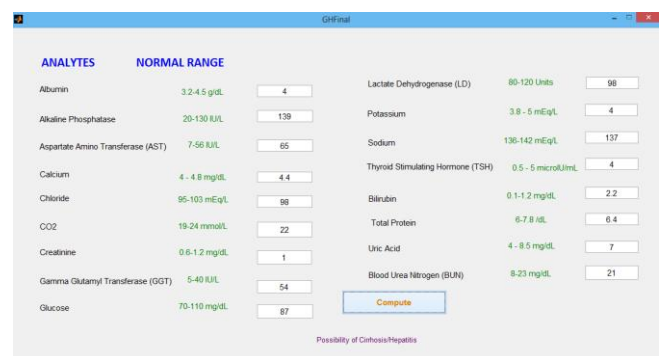 GHFinal
ANALYTES NORMAL RANGE
Albumin 3.2-4.5 g/dL 4
Alkaline Phosphatase 20-130 IU/L 139
Aspartate Amino Transferase (AST) 7-56 IU/L 65
Calcium 4 - 4.8 mg/dL 4.4
Chloride 95-103 mEq/L 98
CO2 19-24 mmol/L 22
Creatinine 0.6-1.2 mg/dL 1
Gamma Glutamyl Transferase (GGT) 5-40 IU/L 54
Glucose 70-110 mg/dL 87
Lactate Dehydrogenase (LD) 80-120 Units 98
Potassium 3.8 - 5 mEq/L 4
Sodium 136-142 mEq/L 137
Thyroid Stimulating Hormone (TSH) 0.5 - 5 microIU/mL 4
Bilirubin 0.1-1.2 mg/dL 2.2
Total Protein 6-7.8 /dL 6.4
Uric Acid 4 - 8.5 mg/dL 7
Blood Urea Nitrogen (BUN) 8-23 mg/dL 21
Compute
Possibility of Cirrhosis/Hepatitis